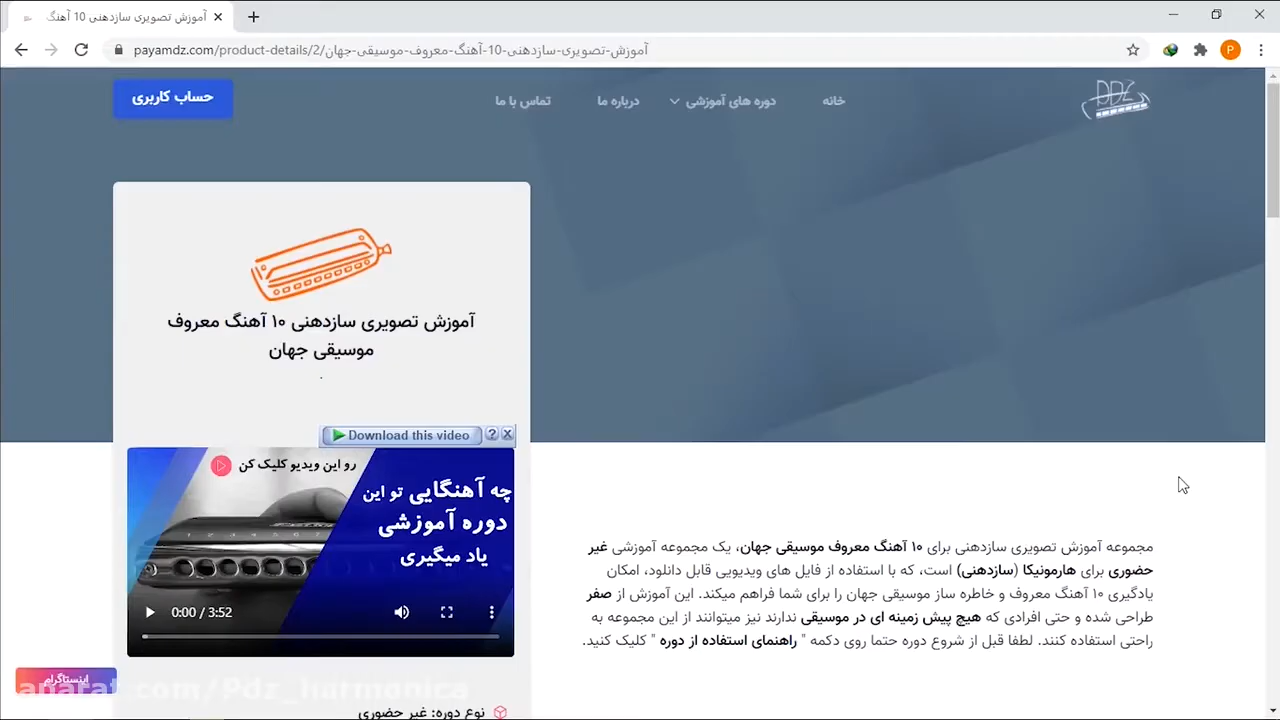 آموزش تصویری سازدهنی 10 آهنگ
payamdz.com/product-details/2/آموزش-تصویری-سازدهنی-10-آهنگ-معروف-موسیقی-جهان
P
DDZ
خانه
دوره های آموزشی
درباره ما
تماس با ما
حساب کاربری
آموزش تصویری سازدهنی ۱۰ آهنگ معروف
موسیقی جهان
.
Download this video
رو این ویدیو کلیک کن
چه آهنگایی تو این
دوره آموزشی
یاد میگیری
0:00 / 3:52
نوع دوره: غیر حضوری
مجموعه آموزش تصویری سازدهنی برای ۱۰ آهنگ معروف موسیقی جهان، یک مجموعه آموزشی غیر
حضوری برای هارمونیکا (سازدهنی) است، که با استفاده از فایل های ویدیویی قابل دانلود، امکان
یادگیری ۱۰ آهنگ معروف و خاطره ساز موسیقی جهان را برای شما فراهم میکند. این آموزش از صفر
طراحی شده و حتی افرادی که هیچ پیش زمینه ای در موسیقی ندارند نیز میتوانند از این مجموعه به
راحتی استفاده کنند. لطفا قبل از شروع دوره حتما روی دکمه " راهنمای استفاده از دوره " کلیک کنید.
اینستاگرام
aparat.com/Pdz_harmonica